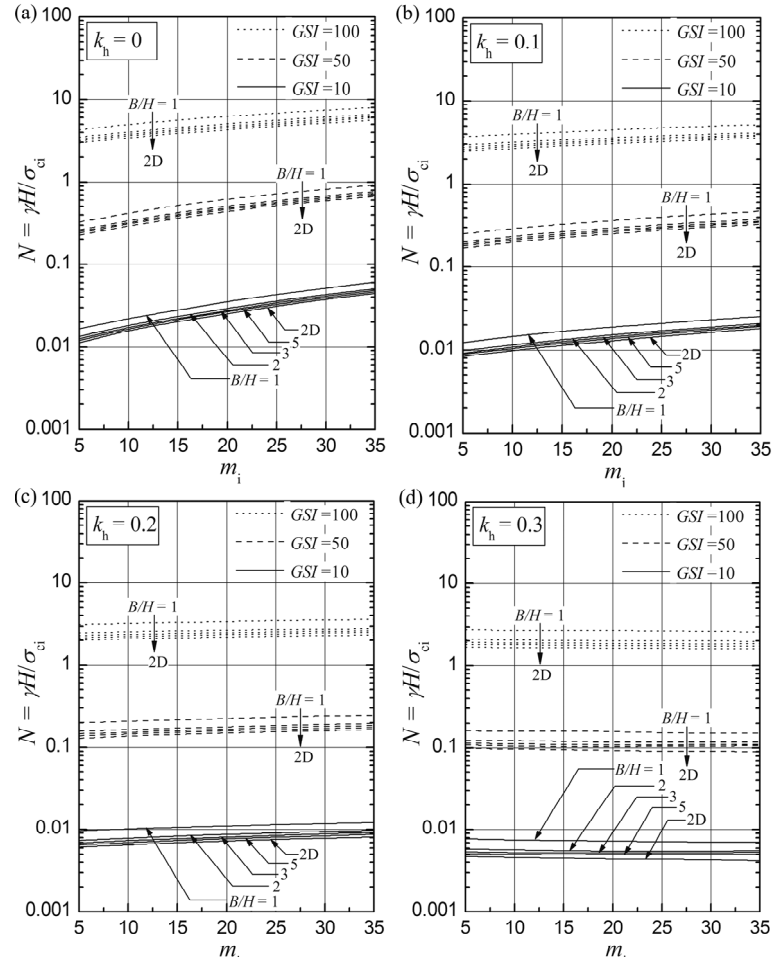 (a)
k_h = 0
GSI=100
GSI=50
GSI=10
B/H = 1
2D
B/H = 1
2D
2D
5
3
2
B/H = 1
100
10
1
0.1
0.01
0.001
N = γH/σ_ci
5 10 15 20 25 30 35
m_i
(b)
k_h = 0.1
GSI=100
GSI=50
GSI=10
B/H = 1
2D
B/H = 1
2D
2D
5
3
2
B/H = 1
100
10
1
0.1
0.01
0.001
N = γH/σ_ci
5 10 15 20 25 30 35
m_i
(c)
k_h = 0.2
GSI=100
GSI=50
GSI=10
B/H = 1
2D
B/H = 1
2D
2D
5
3
2
B/H = 1
100
10
1
0.1
0.01
0.001
N = γH/σ_ci
5 10 15 20 25 30 35
(d)
k_h = 0.3
GSI=100
GSI=50
GSI−10
B/H = 1
2D
B/H = 1
2D
B/H = 1
2
3
5
2D
100
10
1
0.1
0.01
0.001
N = γH/σ_ci
5 10 15 20 25 30 35